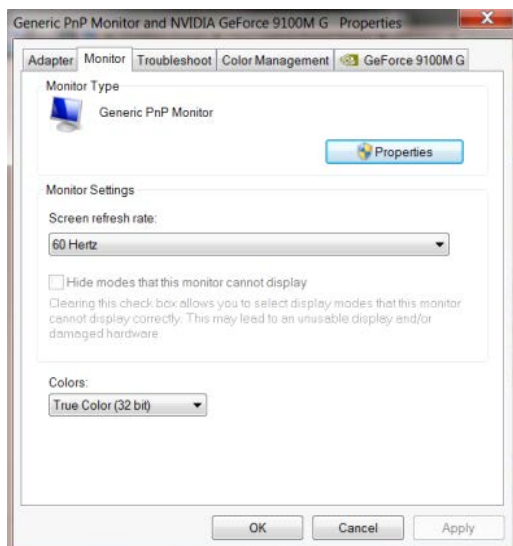 Generic PnP Monitor and NVIDIA GeForce 9100M G Properties
Adapter Monitor Troubleshoot Color Management GeForce 9100M G
Monitor Type
Generic PnP Monitor
Properties
Monitor Settings
Screen refresh rate:
60 Hertz
Hide modes that this monitor cannot display
Clearing this check box allows you to select display modes that this monitor
cannot display correctly. This may lead to an unusable display and/or
damaged hardware.
Colors:
True Color (32 bit)
OK Cancel Apply